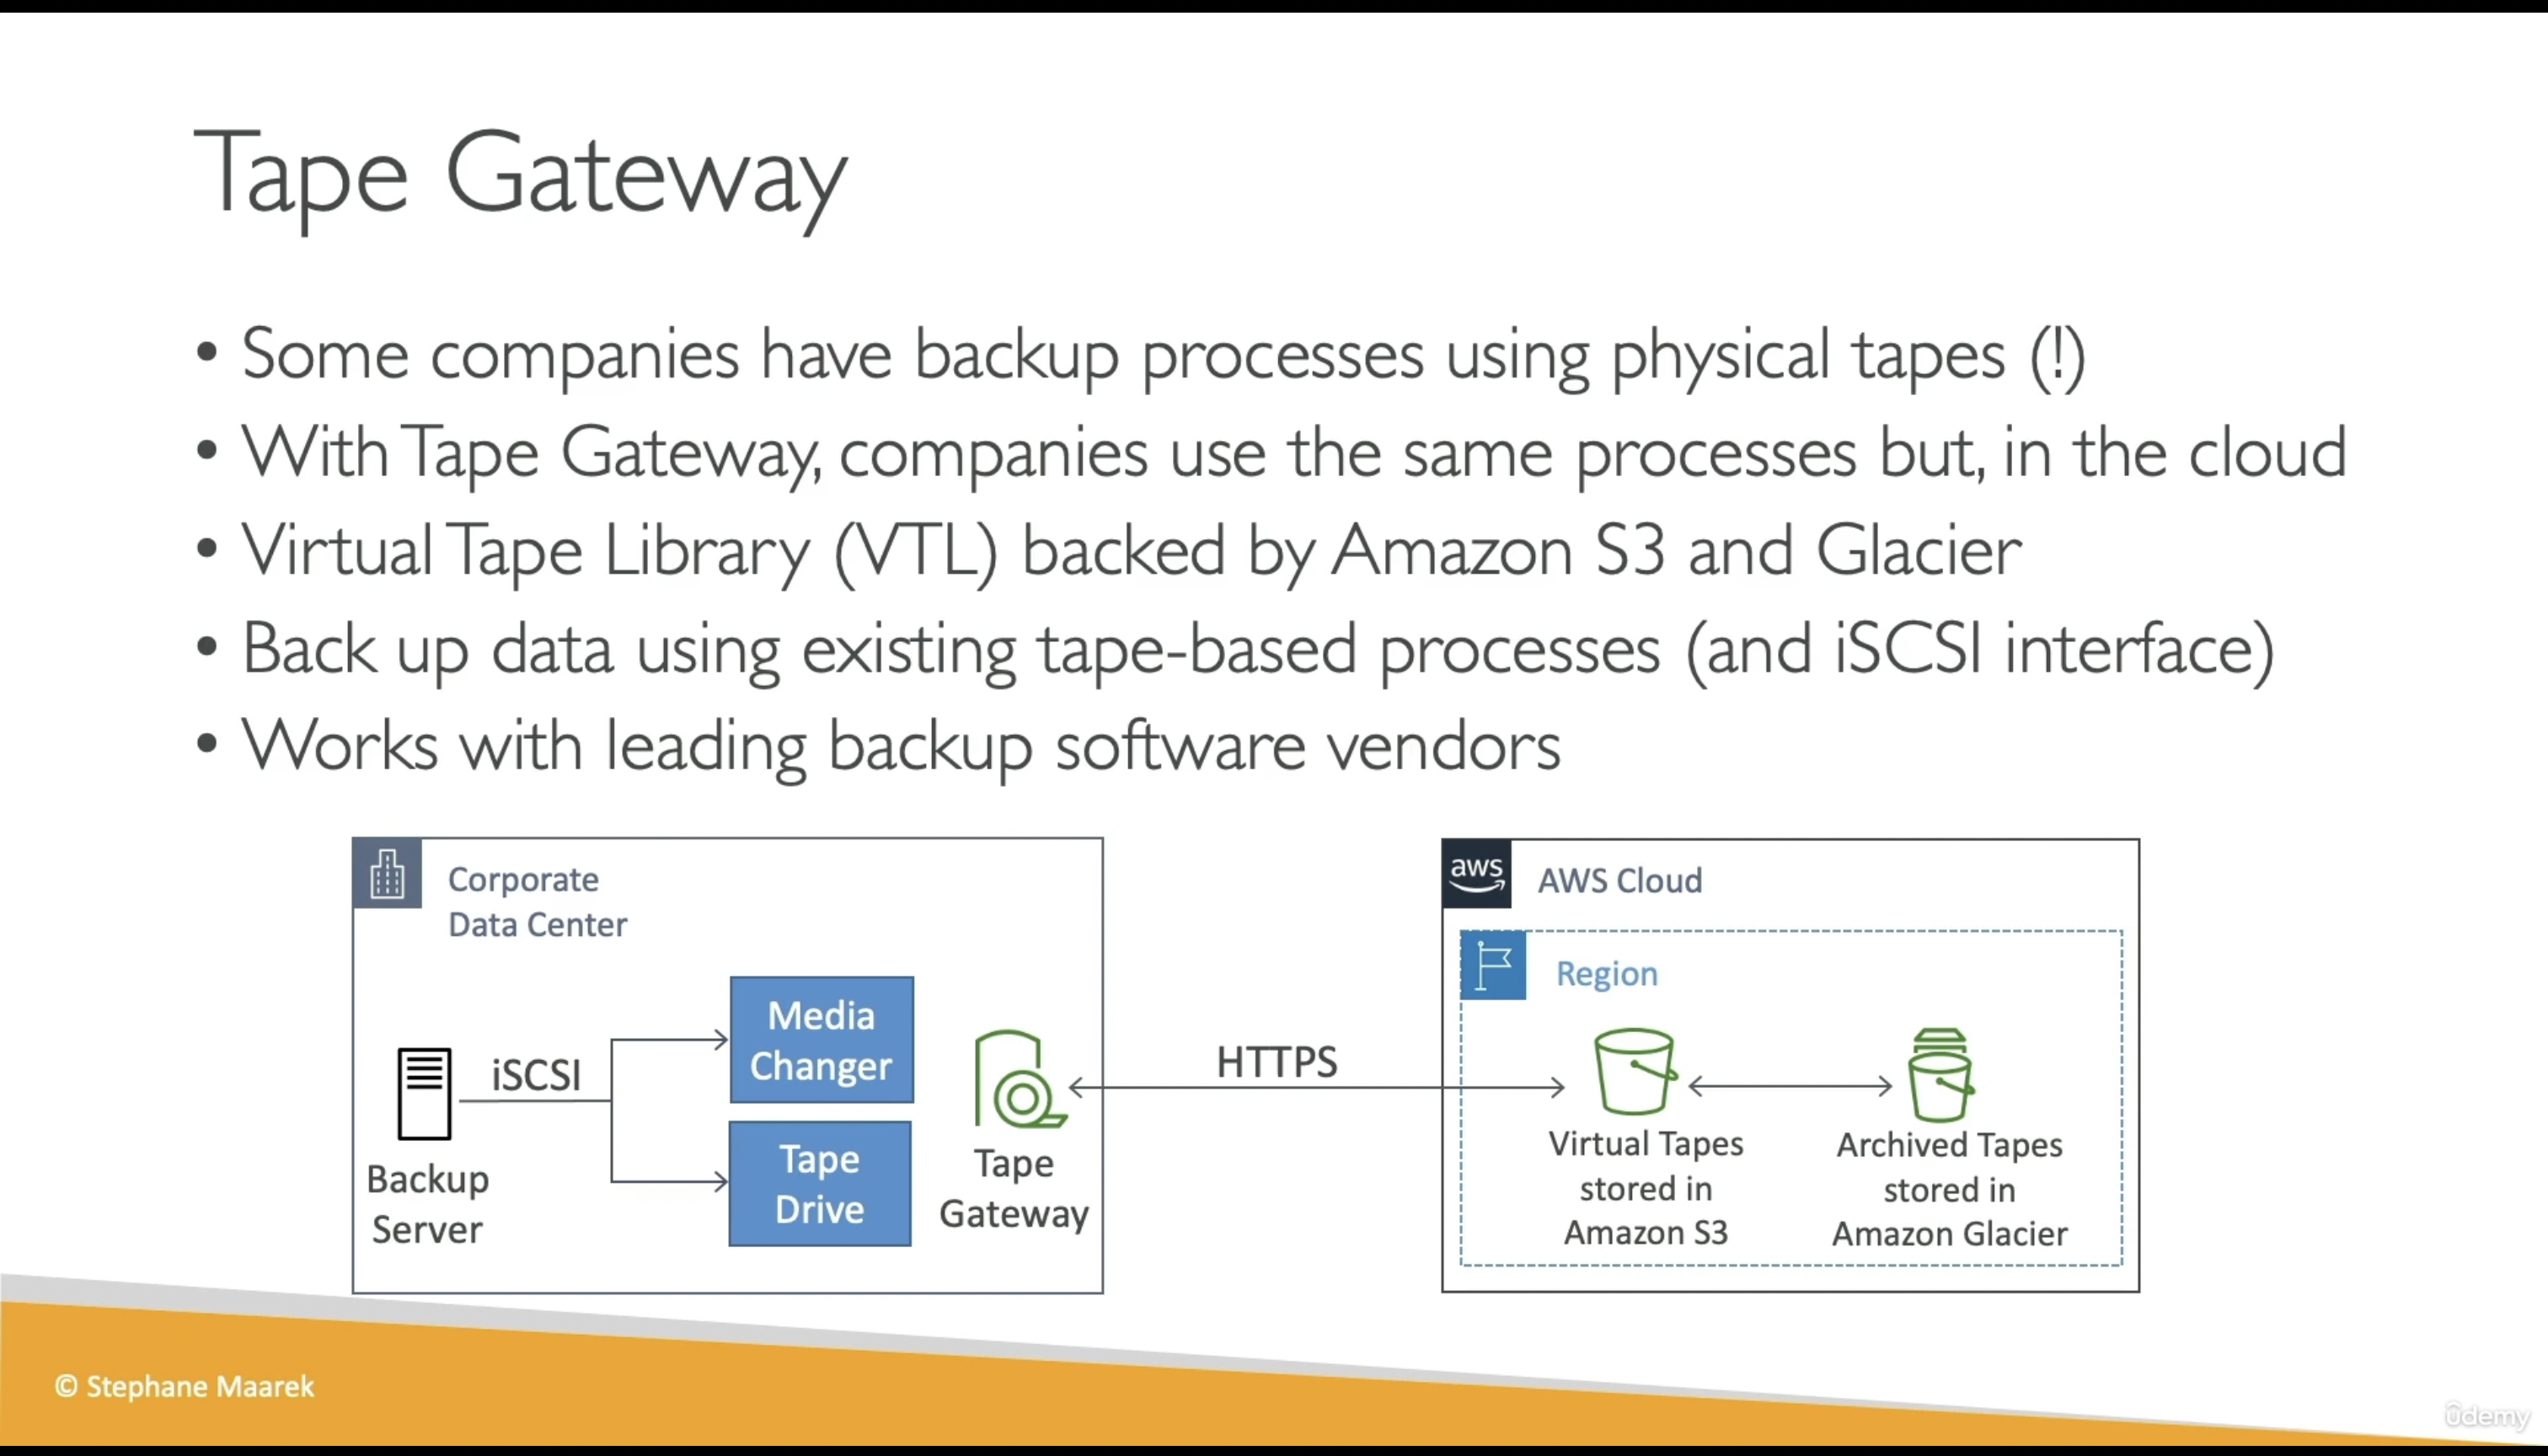 Tape Gateway
• Some companies have backup processes using physical tapes (!)
• With Tape Gateway, companies use the same processes but, in the cloud
• Virtual Tape Library (VTL) backed by Amazon S3 and Glacier
• Back up data using existing tape-based processes (and iSCSI interface)
• Works with leading backup software vendors
Corporate
Data Center
Backup
Server
iSCSI
Media
Changer
Tape
Drive
Tape
Gateway
HTTPS
aws
AWS Cloud
Region
Virtual Tapes
stored in
Amazon S3
Archived Tapes
stored in
Amazon Glacier
© Stephane Maarek
ûdemy